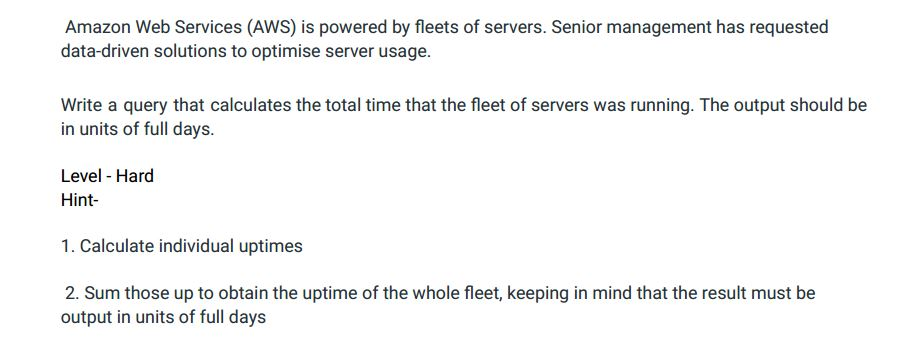 Amazon Web Services (AWS) is powered by fleets of servers. Senior management has requested
data-driven solutions to optimise server usage.
Write a query that calculates the total time that the fleet of servers was running. The output should be
in units of full days.
Level - Hard
Hint-
1. Calculate individual uptimes
2. Sum those up to obtain the uptime of the whole fleet, keeping in mind that the result must be
output in units of full days